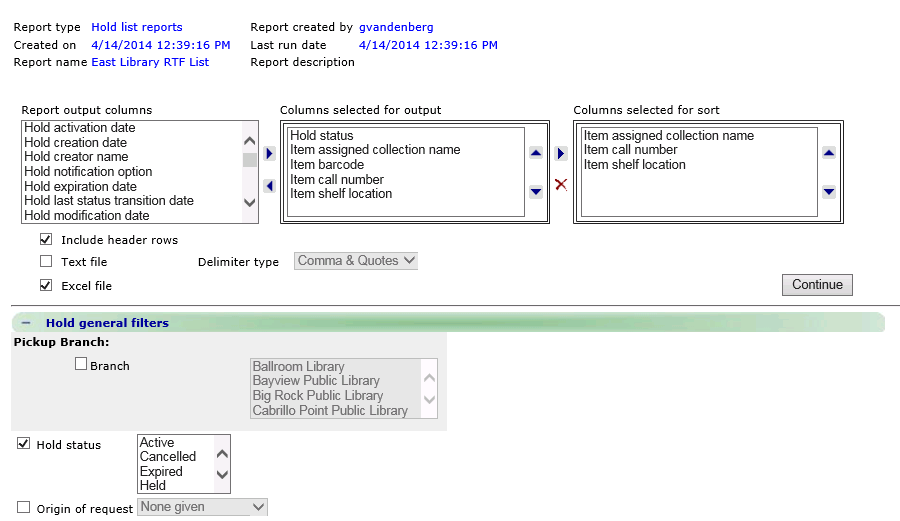 Report type Hold list reports Report created by gvandenberg
Created on 4/14/2014 12:39:16 PM Last run date 4/14/2014 12:39:16 PM
Report name East Library RTF List Report description
Report output columns Columns selected for output Columns selected for sort
Hold activation date
Hold creation date
Hold creator name
Hold notification option
Hold expiration date
Hold last status transition date
Hold modification date
Hold status
Item assigned collection name
Item barcode
Item call number
Item shelf location
Item assigned collection name
Item call number
Item shelf location
Include header rows
Text file Delimiter type Comma & Quotes
Excel file Continue
Hold general filters
Pickup Branch:
Branch
Ballroom Library
Bayview Public Library
Big Rock Public Library
Cabrillo Point Public Library
Hold status
Active
Cancelled
Expired
Held
Origin of request None given